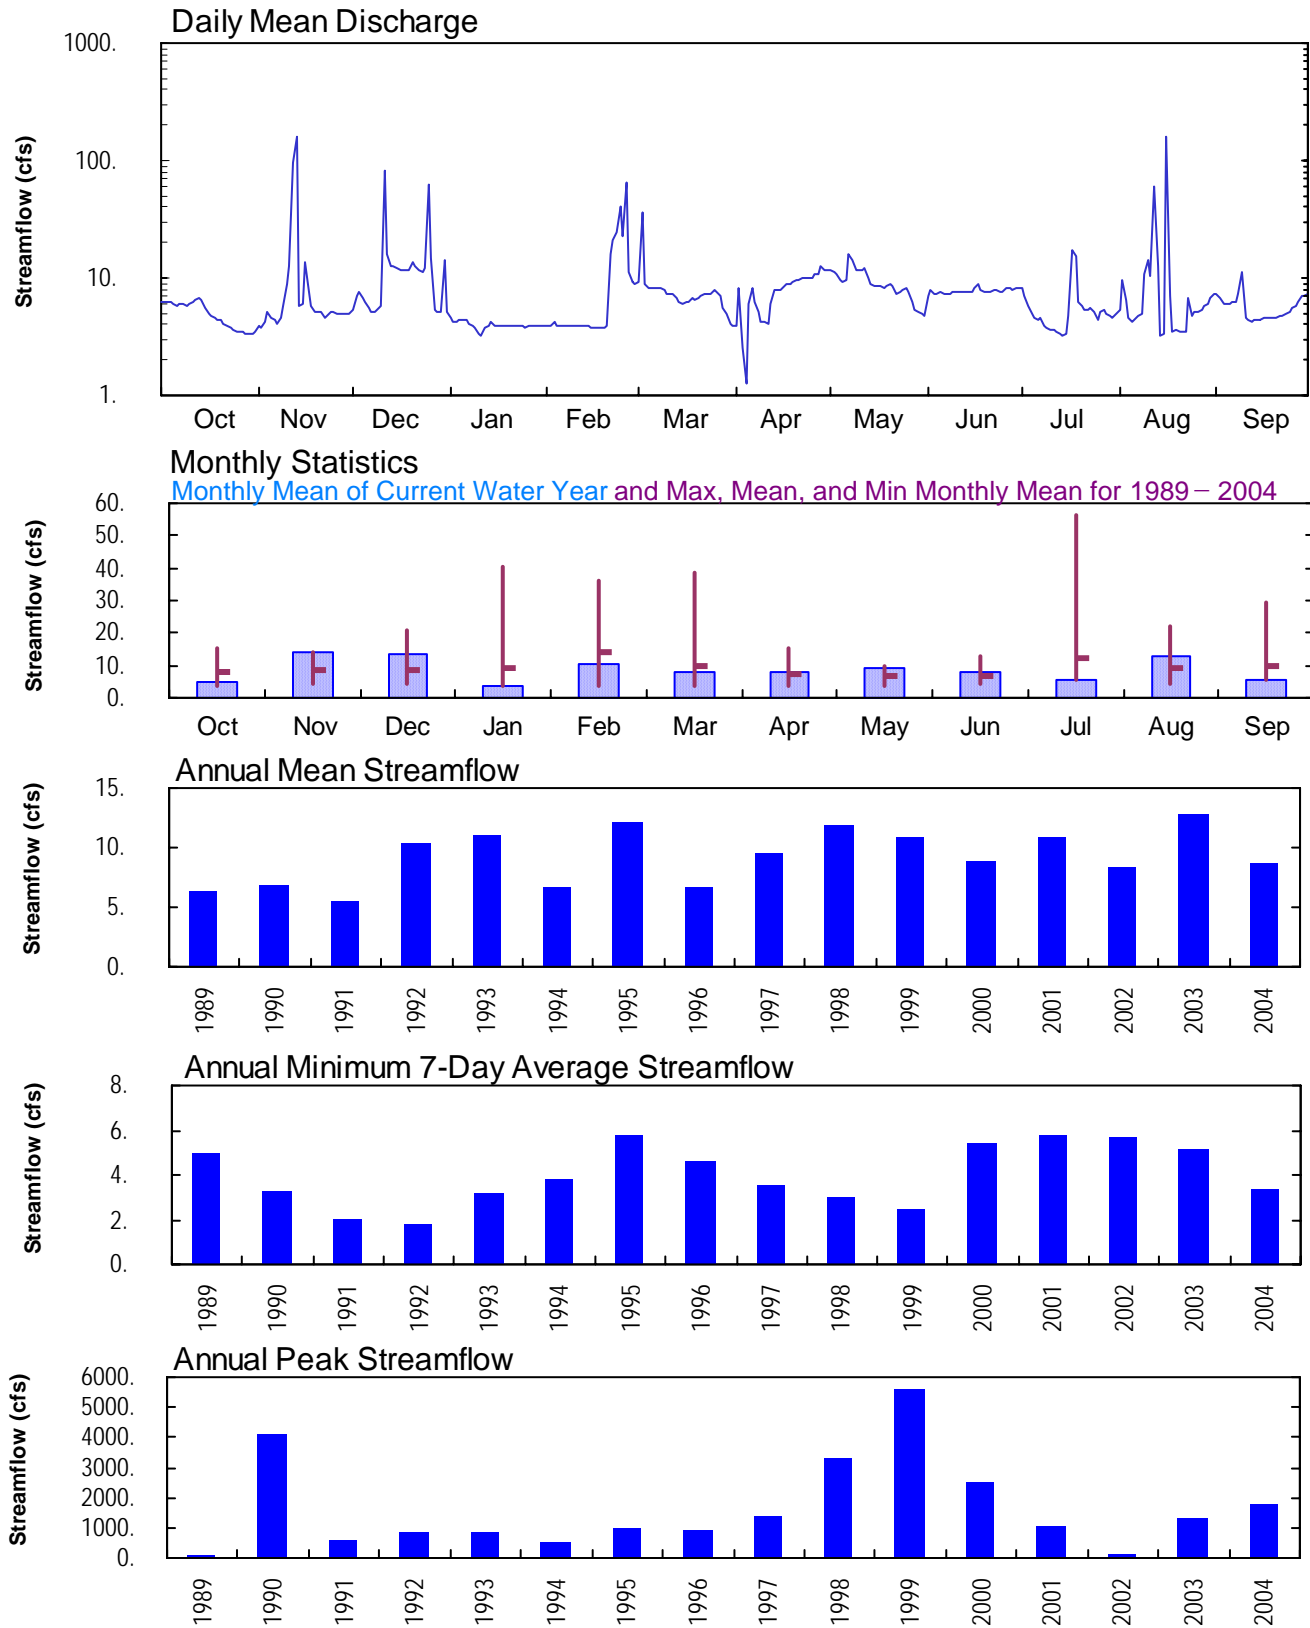 Daily Mean Discharge
Streamflow (cfs)
1000.
100.
10.
1.
Oct Nov Dec Jan Feb Mar Apr May Jun Jul Aug Sep
Monthly Statistics
Monthly Mean of Current Water Year and Max, Mean, and Min Monthly Mean for 1989 – 2004
Streamflow (cfs)
60.
50.
40.
30.
20.
10.
0.
Oct Nov Dec Jan Feb Mar Apr May Jun Jul Aug Sep
Annual Mean Streamflow
Streamflow (cfs)
15.
10.
5.
0.
1989 1990 1991 1992 1993 1994 1995 1996 1997 1998 1999 2000 2001 2002 2003 2004
Annual Minimum 7-Day Average Streamflow
Streamflow (cfs)
8.
6.
4.
2.
0.
1989 1990 1991 1992 1993 1994 1995 1996 1997 1998 1999 2000 2001 2002 2003 2004
Annual Peak Streamflow
Streamflow (cfs)
6000.
5000.
4000.
3000.
2000.
1000.
0.
1989 1990 1991 1992 1993 1994 1995 1996 1997 1998 1999 2000 2001 2002 2003 2004